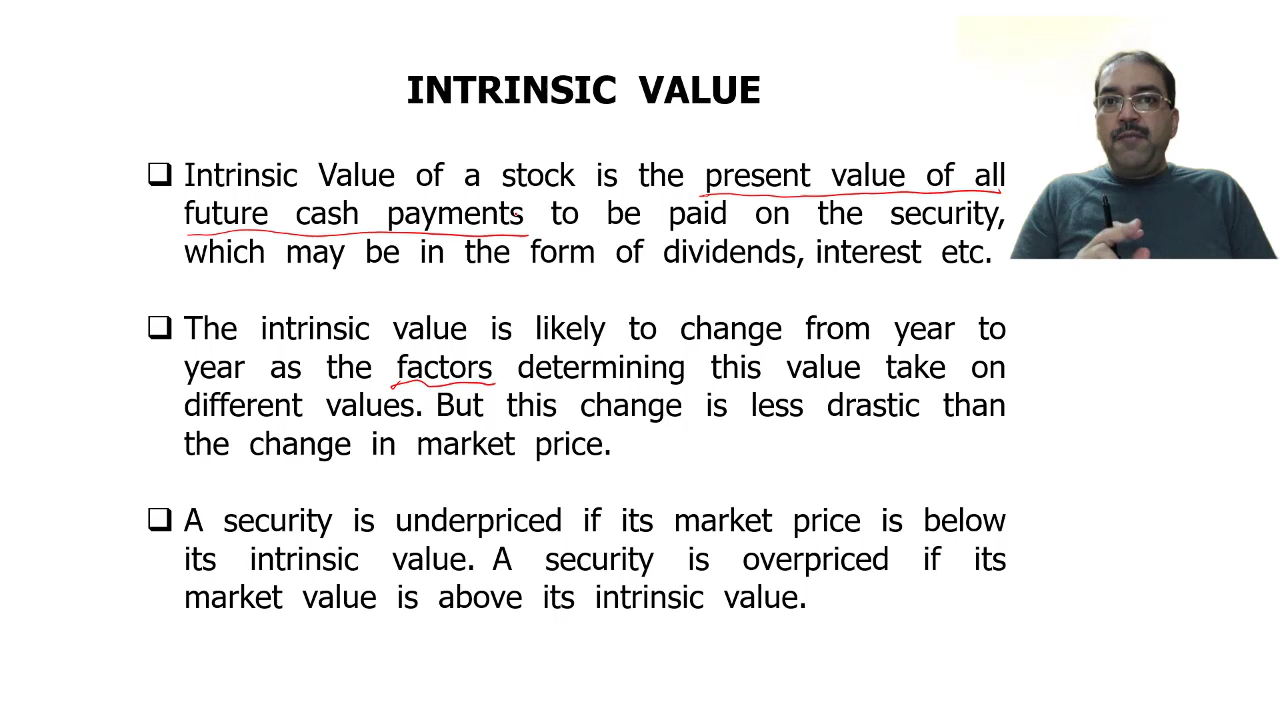 INTRINSIC VALUE
❑ Intrinsic Value of a stock is the present value of all
future cash payments to be paid on the security,
which may be in the form of dividends, interest etc.
❑ The intrinsic value is likely to change from year to
year as the factors determining this value take on
different values. But this change is less drastic than
the change in market price.
❑ A security is underpriced if its market price is below
its intrinsic value. A security is overpriced if its
market value is above its intrinsic value.